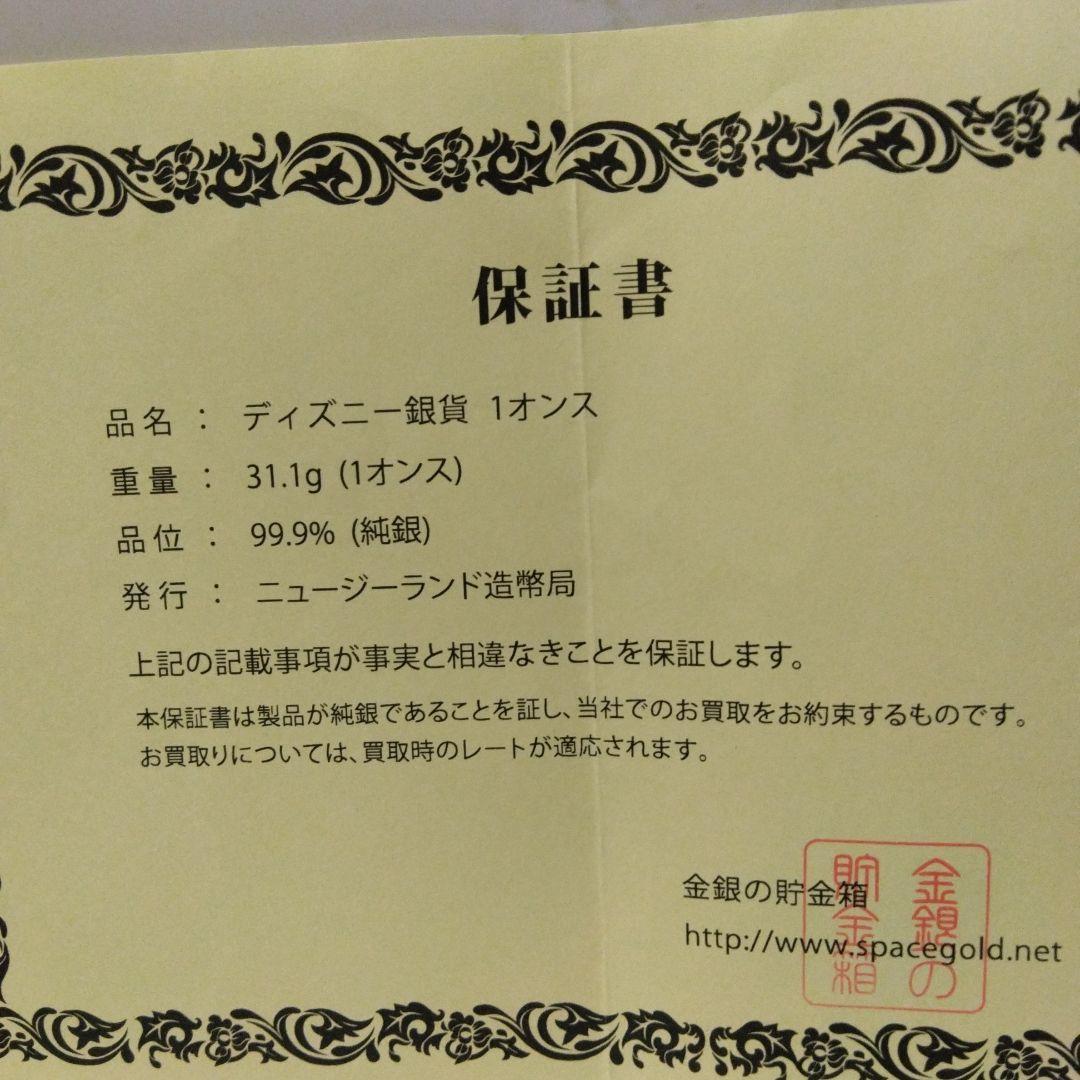 保証書
品名 : ディズニー銀貨 1オンス
重量 : 31.1g (1オンス)
品位 : 99.9% (純銀)
発行 : ニュージーランド造幣局
上記の記載事項が事実と相違なきことを保証します。
本保証書は製品が純銀であることを証し、当社でのお買取をお約束するものです。
お買取りについては、買取時のレートが適応されます。
金銀の貯金箱
http://www.spacegold.net
金銀の
貯金箱